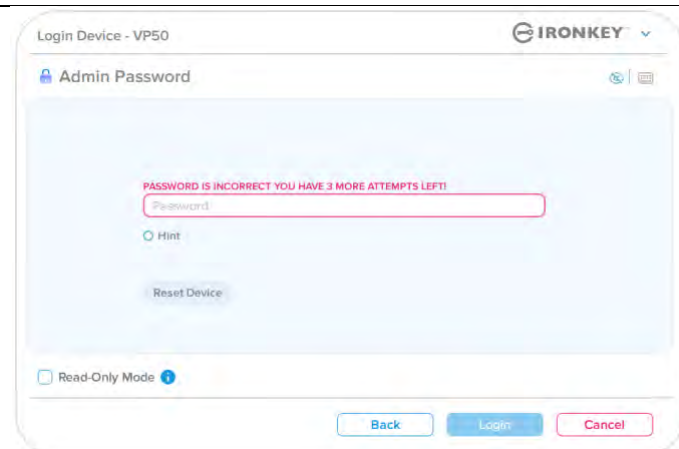 Login Device - VP50
IRONKEY
Admin Password
PASSWORD IS INCORRECT YOU HAVE 3 MORE ATTEMPTS LEFT!
Password
Hint
Reset Device
Read-Only Mode
Back
Login
Cancel